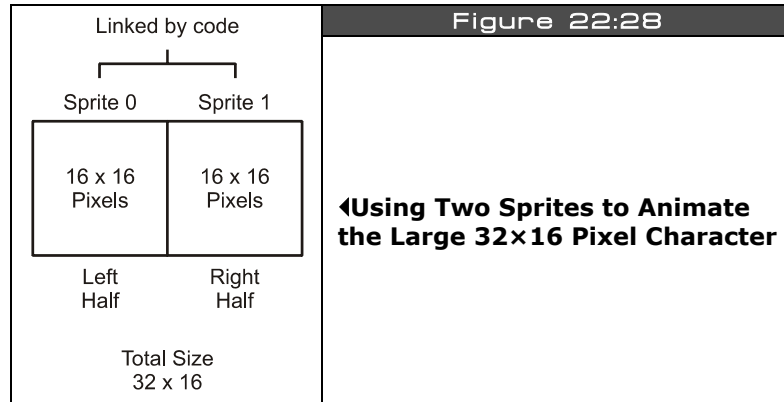 Linked by code
Sprite 0 Sprite 1
16 x 16 16 x 16
Pixels Pixels
Left Right
Half Half
Total Size
32 x 16
Figure 22:28
Using Two Sprites to Animate
the Large 32×16 Pixel Character